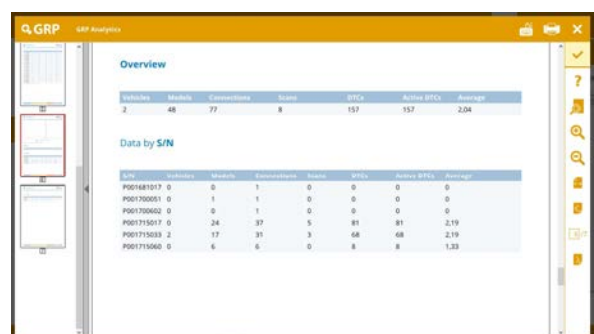 GRP GRP Analytics
Overview
Vehicles Models Connections Scans DTCs Active DTCs Average
2 48 77 8 157 157 2,04
Data by S/N
S/N Vehicles Models Connections Scans DTCs Active DTCs Average
P001681017 0 0 1 0 0 0 0
P001700051 0 1 1 0 0 0 0
P001700602 0 0 1 0 0 0 0
P001715017 0 24 37 5 81 81 2,19
P001715033 2 17 31 3 68 68 2,19
P001715060 0 6 6 0 8 8 1,33